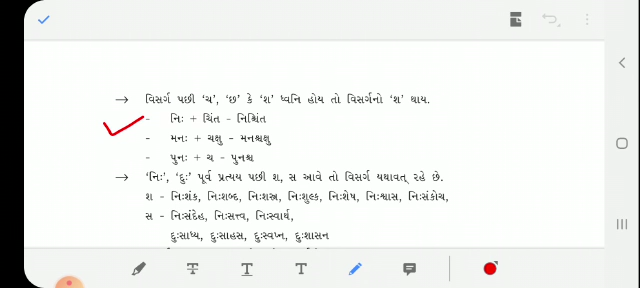 → વિસર્ગ પછી ‘ચ’, ‘છ’ કે ‘શ’ ધ્વનિ હોય તો વિસર્ગનો ‘શ’ થાય.
- નિઃ + ચિંત - નિશ્ચિંત
- મનઃ + ચક્ષુ - મનશ્ચક્ષુ
- પુનઃ + ચ - પુનશ્ચ
→ ‘નિઃ’, ‘દુઃ’ પૂર્વ પ્રત્યય પછી શ, સ આવે તો વિસર્ગ યથાવત્ રહે છે.
શ - નિઃશંક, નિઃશબ્દ, નિઃશસ્ત્ર, નિઃશુલ્ક, નિઃશેષ, નિઃશ્વાસ, નિઃસંકોચ,
સ - નિઃસંદેહ, નિઃસત્ત્વ, નિઃસ્વાર્થ,
દુઃસાધ્ય, દુઃસાહસ, દુઃસ્વપ્ન, દુઃશાસન